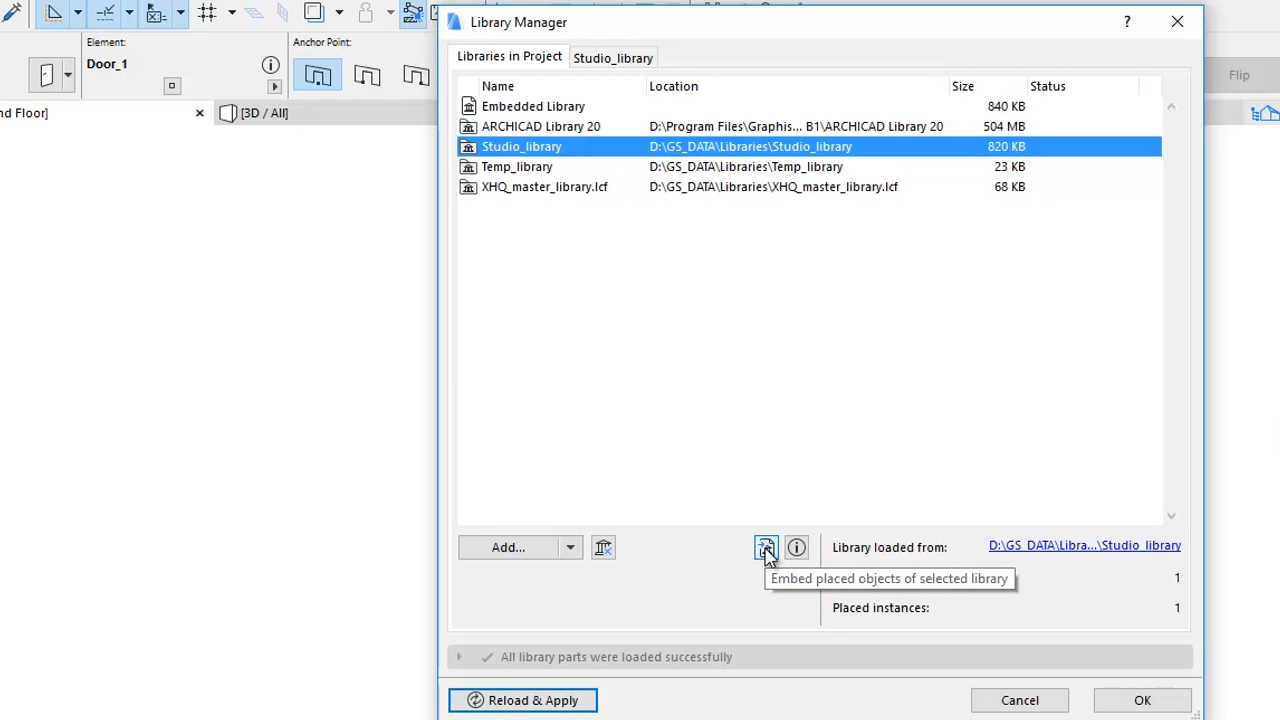 Library Manager
?
Element:
Anchor Point:
Door_1
Flip
nd Floor]
[3D / All]
Libraries in Project
Studio_library
Name Location Size Status
Embedded Library 840 KB
ARCHICAD Library 20 D:\Program Files\Graphis... B1\ARCHICAD Library 20 504 MB
Studio_library D:\GS_DATA\Libraries\Studio_library 820 KB
Temp_library D:\GS_DATA\Libraries\Temp_library 23 KB
XHQ_master_library.lcf D:\GS_DATA\Libraries\XHQ_master_library.lcf 68 KB
Add...
Library loaded from: D:\GS_DATA\Libra...\Studio_library
Embed placed objects of selected library
1
Placed instances: 1
All library parts were loaded successfully
Reload & Apply
Cancel
OK